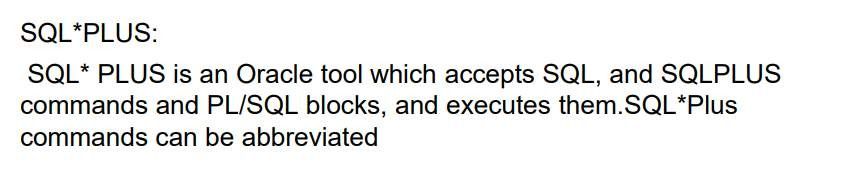 SQL*PLUS:
SQL* PLUS is an Oracle tool which accepts SQL, and SQLPLUS
commands and PL/SQL blocks, and executes them.SQL*Plus
commands can be abbreviated